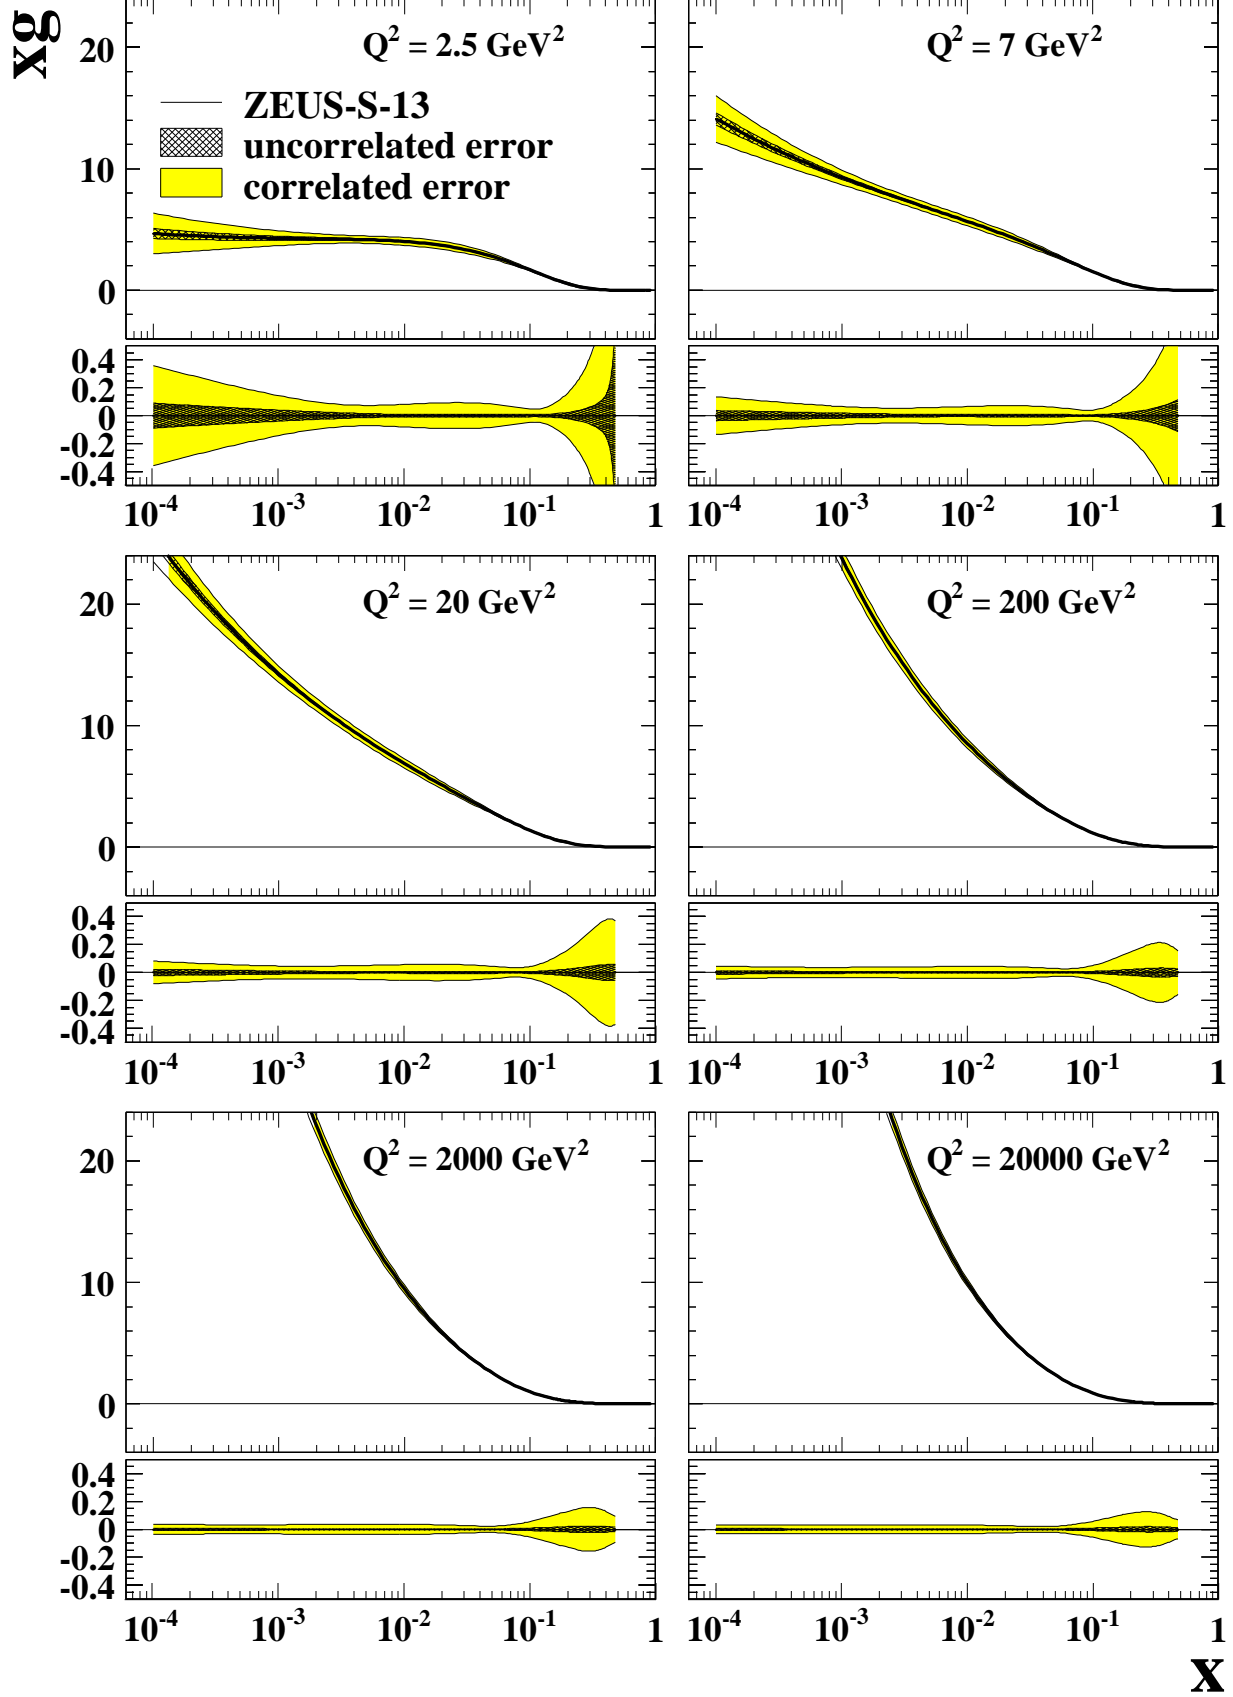 xg
Q² = 2.5 GeV²
Q² = 7 GeV²
20
ZEUS-S-13
uncorrelated error
correlated error
10
0
0.4
0.2
0
-0.2
-0.4
10⁻⁴ 10⁻³ 10⁻² 10⁻¹ 1
10⁻⁴ 10⁻³ 10⁻² 10⁻¹ 1
Q² = 20 GeV²
Q² = 200 GeV²
20
10
0
0.4
0.2
0
-0.2
-0.4
10⁻⁴ 10⁻³ 10⁻² 10⁻¹ 1
10⁻⁴ 10⁻³ 10⁻² 10⁻¹ 1
Q² = 2000 GeV²
Q² = 20000 GeV²
20
10
0
0.4
0.2
0
-0.2
-0.4
10⁻⁴ 10⁻³ 10⁻² 10⁻¹ 1
10⁻⁴ 10⁻³ 10⁻² 10⁻¹ 1
x